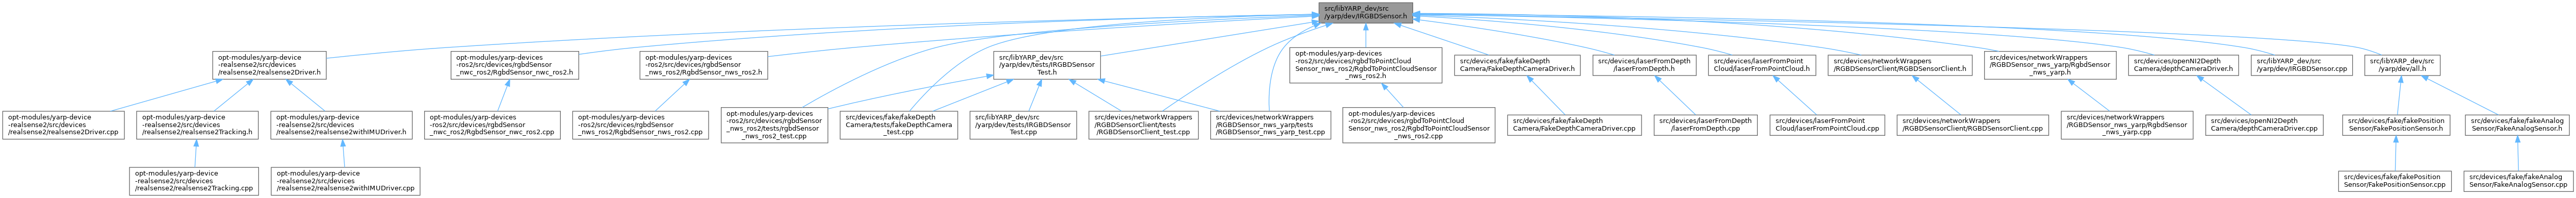 src/libYARP_dev/src
/yarp/dev/IRGBDSensor.h
opt-modules/yarp-device
-realsense2/src/devices
/realsense2/realsense2Driver.h
opt-modules/yarp-devices
-ros2/src/devices/rgbdSensor
_nwc_ros2/RgbdSensor_nwc_ros2.h
opt-modules/yarp-devices
-ros2/src/devices/rgbdSensor
_nws_ros2/RgbdSensor_nws_ros2.h
src/libYARP_dev/src
/yarp/dev/tests/IRGBDSensor
Test.h
opt-modules/yarp-devices
-ros2/src/devices/rgbdToPointCloud
Sensor_nws_ros2/RgbdToPointCloudSensor
_nws_ros2.h
src/devices/fake/fakeDepth
Camera/FakeDepthCameraDriver.h
src/devices/laserFromDepth
/laserFromDepth.h
src/devices/laserFromPoint
Cloud/laserFromPointCloud.h
src/devices/networkWrappers
/RGBDSensorClient/RGBDSensorClient.h
src/devices/networkWrappers
/RGBDSensor_nws_yarp/RgbdSensor
_nws_yarp.h
src/devices/openNI2Depth
Camera/depthCameraDriver.h
src/libYARP_dev/src
/yarp/dev/IRGBDSensor.cpp
src/libYARP_dev/src
/yarp/dev/all.h
opt-modules/yarp-device
-realsense2/src/devices
/realsense2/realsense2Driver.cpp
opt-modules/yarp-device
-realsense2/src/devices
/realsense2/realsense2Tracking.h
opt-modules/yarp-device
-realsense2/src/devices
/realsense2/realsense2withIMUDriver.h
opt-modules/yarp-devices
-ros2/src/devices/rgbdSensor
_nwc_ros2/RgbdSensor_nwc_ros2.cpp
opt-modules/yarp-devices
-ros2/src/devices/rgbdSensor
_nws_ros2/RgbdSensor_nws_ros2.cpp
opt-modules/yarp-devices
-ros2/src/devices/rgbdSensor
_nws_ros2/tests/rgbdSensor
_nws_ros2_test.cpp
src/devices/fake/fakeDepth
Camera/tests/fakeDepthCamera
_test.cpp
src/libYARP_dev/src
/yarp/dev/tests/IRGBDSensor
Test.cpp
src/devices/networkWrappers
/RGBDSensorClient/tests
/RGBDSensorClient_test.cpp
src/devices/networkWrappers
/RGBDSensor_nws_yarp/tests
/RGBDSensor_nws_yarp_test.cpp
opt-modules/yarp-devices
-ros2/src/devices/rgbdToPointCloud
Sensor_nws_ros2/RgbdToPointCloudSensor
_nws_ros2.cpp
src/devices/fake/fakeDepth
Camera/FakeDepthCameraDriver.cpp
src/devices/laserFromDepth
/laserFromDepth.cpp
src/devices/laserFromPoint
Cloud/laserFromPointCloud.cpp
src/devices/networkWrappers
/RGBDSensorClient/RGBDSensorClient.cpp
src/devices/networkWrappers
/RGBDSensor_nws_yarp/RgbdSensor
_nws_yarp.cpp
src/devices/openNI2Depth
Camera/depthCameraDriver.cpp
src/devices/fake/fakePosition
Sensor/FakePositionSensor.h
src/devices/fake/fakeAnalog
Sensor/FakeAnalogSensor.h
opt-modules/yarp-device
-realsense2/src/devices
/realsense2/realsense2Tracking.cpp
opt-modules/yarp-device
-realsense2/src/devices
/realsense2/realsense2withIMUDriver.cpp
src/devices/fake/fakePosition
Sensor/FakePositionSensor.cpp
src/devices/fake/fakeAnalog
Sensor/FakeAnalogSensor.cpp